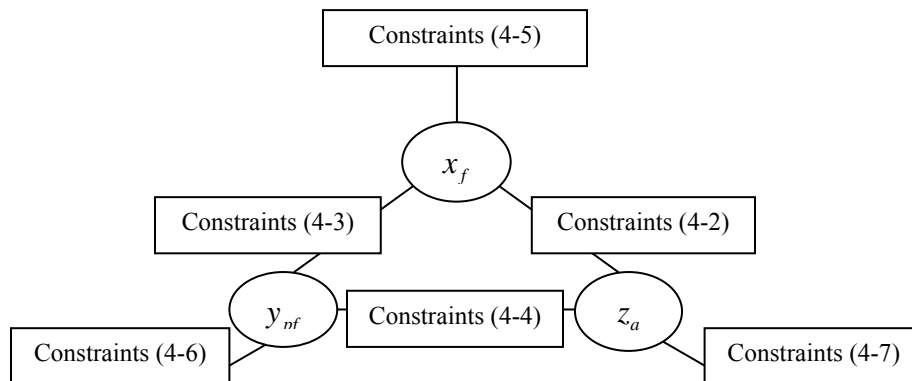 Constraints (4-5)
x_f
Constraints (4-3)
Constraints (4-2)
y_pf
Constraints (4-4)
z_a
Constraints (4-6)
Constraints (4-7)